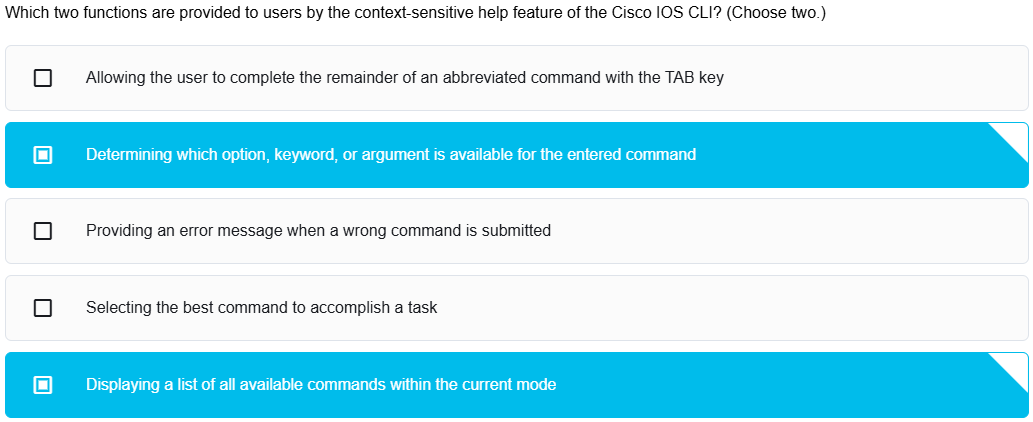 Which two functions are provided to users by the context-sensitive help feature of the Cisco IOS CLI? (Choose two.)
Allowing the user to complete the remainder of an abbreviated command with the TAB key
Determining which option, keyword, or argument is available for the entered command
Providing an error message when a wrong command is submitted
Selecting the best command to accomplish a task
Displaying a list of all available commands within the current mode